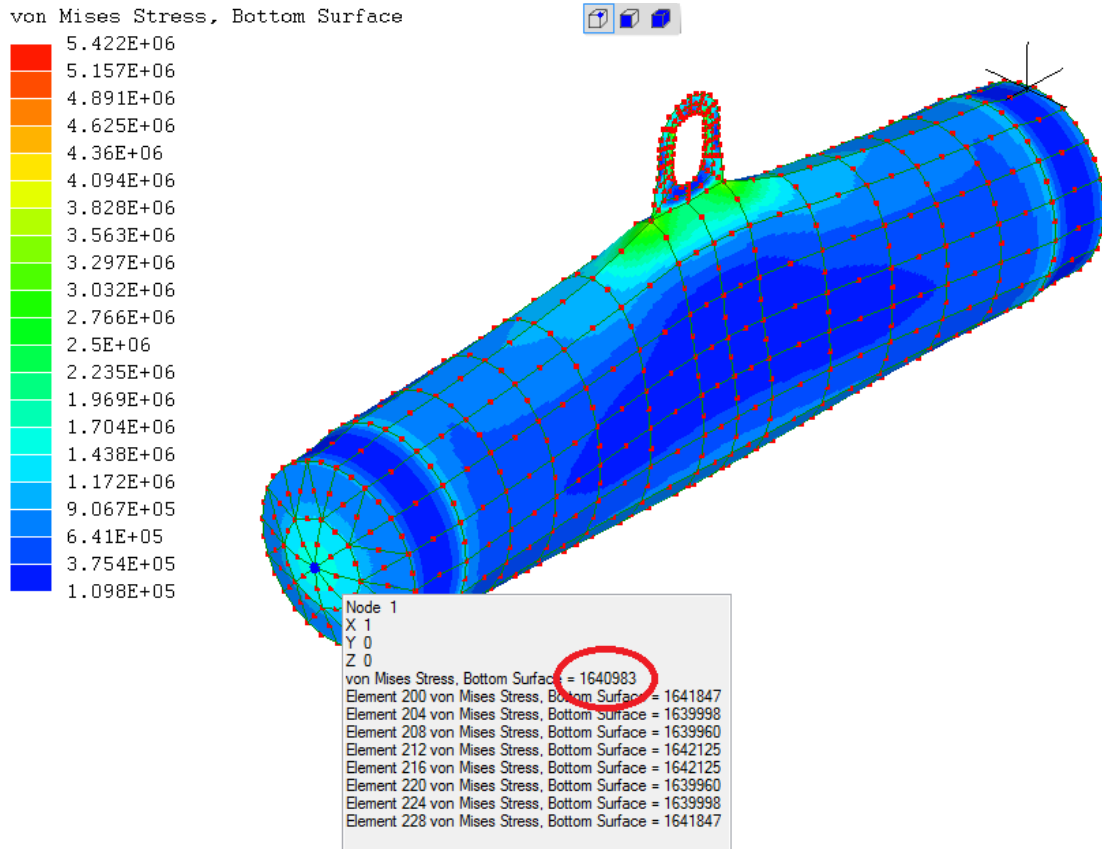 von Mises Stress, Bottom Surface
5.422E+06
5.157E+06
4.891E+06
4.625E+06
4.36E+06
4.094E+06
3.828E+06
3.563E+06
3.297E+06
3.032E+06
2.766E+06
2.5E+06
2.235E+06
1.969E+06
1.704E+06
1.438E+06
1.172E+06
9.067E+05
6.41E+05
3.754E+05
1.098E+05
Node 1
X 1
Y 0
Z 0
von Mises Stress, Bottom Surface = 1640983
Element 200 von Mises Stress, Bottom Surface = 1641847
Element 204 von Mises Stress, Bottom Surface = 1639998
Element 208 von Mises Stress, Bottom Surface = 1639960
Element 212 von Mises Stress, Bottom Surface = 1642125
Element 216 von Mises Stress, Bottom Surface = 1642125
Element 220 von Mises Stress, Bottom Surface = 1639960
Element 224 von Mises Stress, Bottom Surface = 1639998
Element 228 von Mises Stress, Bottom Surface = 1641847